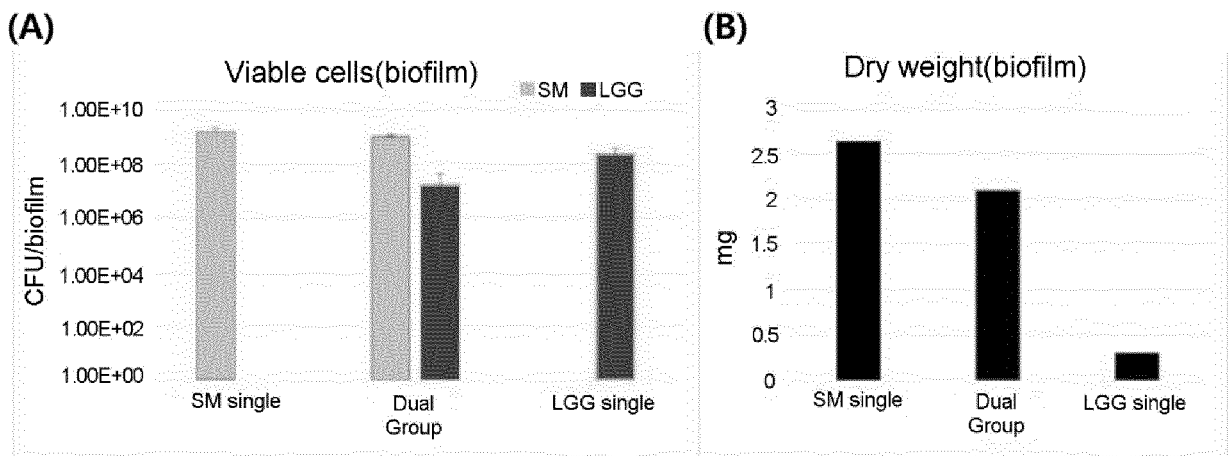 (A)
Viable cells(biofilm)
SM LGG
CFU/biofilm
1.00E+10
1.00E+08
1.00E+06
1.00E+04
1.00E+02
1.00E+00
SM single
Dual
Group
LGG single
(B)
Dry weight(biofilm)
mg
3
2.5
2
1.5
1
0.5
0
SM single
Dual
Group
LGG single